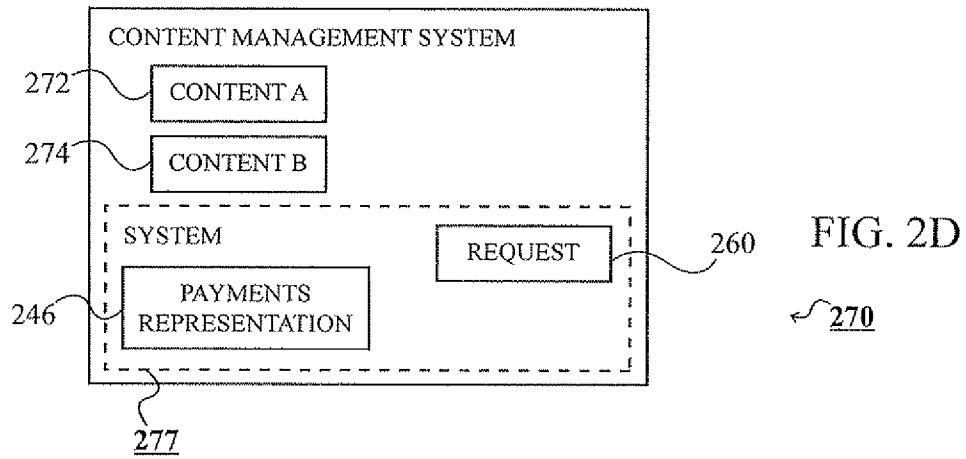 CONTENT MANAGEMENT SYSTEM
272
CONTENT A
274
CONTENT B
SYSTEM
REQUEST
260
FIG. 2D
246
PAYMENTS
REPRESENTATION
270
277